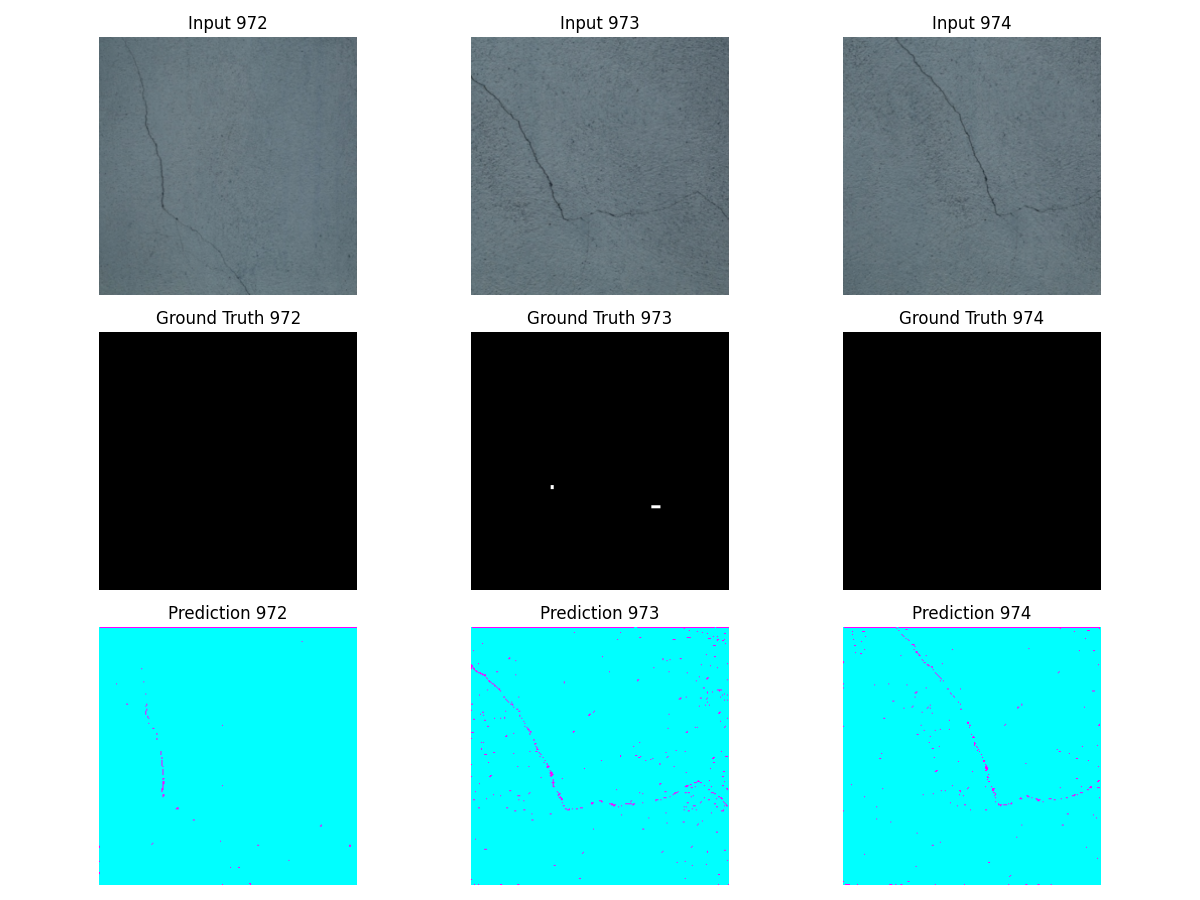 Input 972
Input 973
Input 974
Ground Truth 972
Ground Truth 973
Ground Truth 974
Prediction 972
Prediction 973
Prediction 974